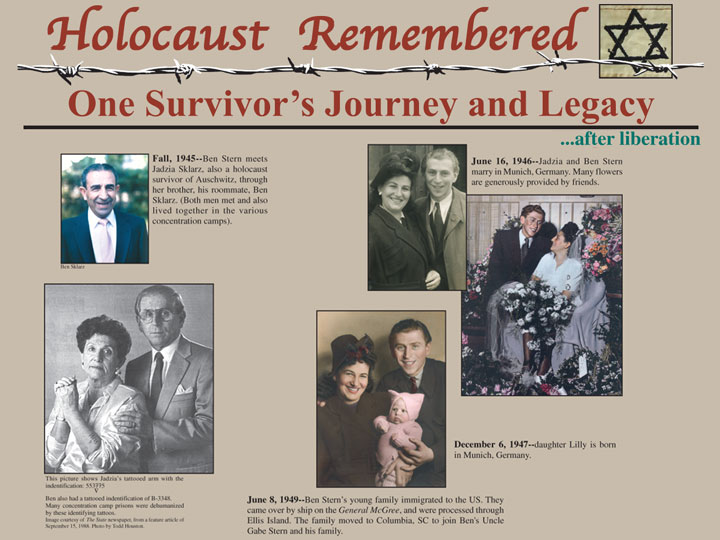 Holocaust Remembered
One Survivor's Journey and Legacy
...after liberation
Fall, 1945--Ben Stern meets
Jadzia Sklarz, also a holocaust
survivor of Auschwitz, through
her brother, his roommate, Ben
Sklarz. (Both men met and also
lived together in the various
concentration camps).
Ben Sklarz
June 16, 1946--Jadzia and Ben Stern
marry in Munich, Germany. Many flowers
are generously provided by friends.
This picture shows Jadzia's tattooed arm with the
indentification:
V
Ben also had a tattooed indentification of B-3348.
Many concentration camp prisons were dehumanized
by these identifying tattoos.
Image courtesy of The State newspaper, from a feature article of
September 15, 1988. Photo by Todd Houston.
December 6, 1947--daughter Lilly is born
in Munich, Germany.
June 8, 1949--Ben Stern's young family immigrated to the US. They
came over by ship on the General McGree, and were processed through
Ellis Island. The family moved to Columbia, SC to join Ben's Uncle
Gabe Stern and his family.